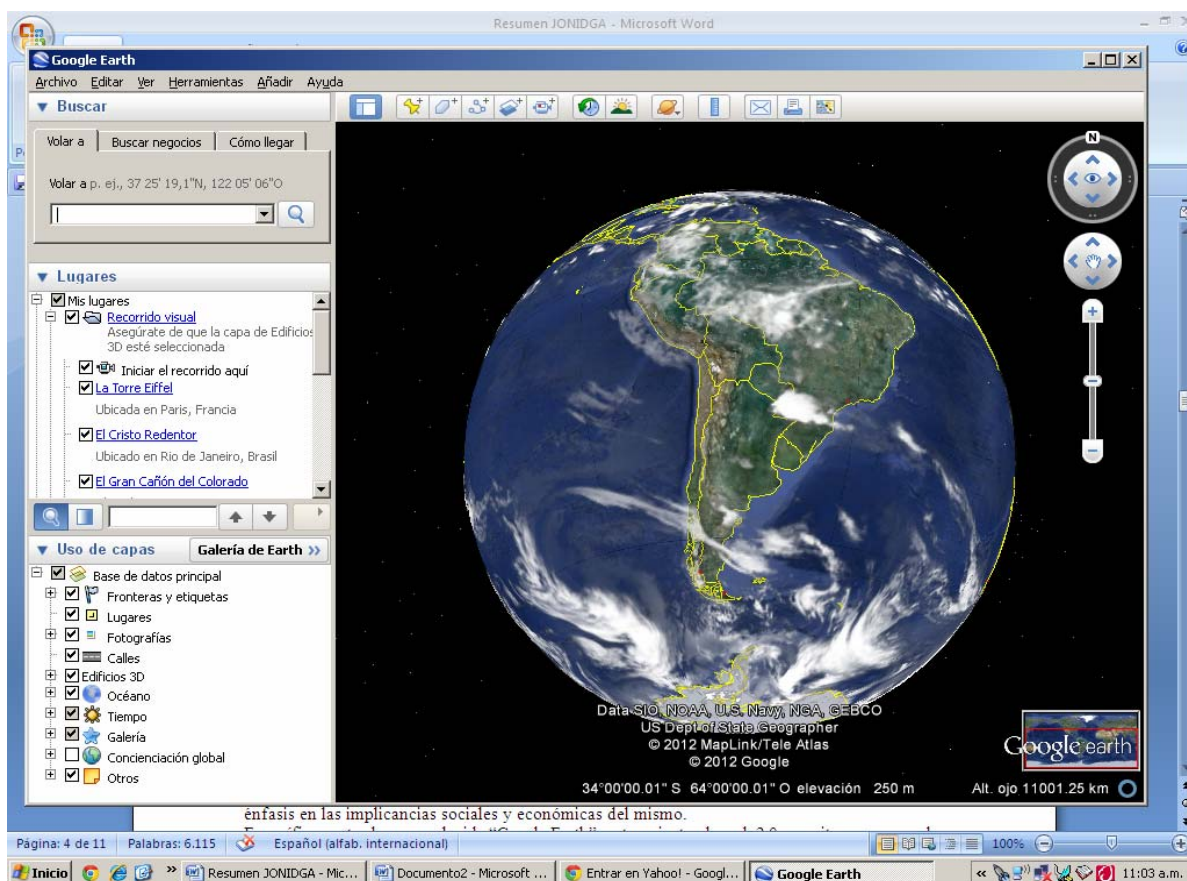 Resumen JONIDGA - Microsoft Word
Google Earth
Archivo Editar Ver Herramientas Añadir Ayuda
Buscar
Volar a Buscar negocios Cómo llegar
Volar a p. ej., 37 25' 19,1"N, 122 05' 06"O
Lugares
Mis lugares
Recorrido visual
Asegúrate de que la capa de Edificios
3D esté seleccionada
Iniciar el recorrido aquí
La Torre Eiffel
Ubicada en Paris, Francia
El Cristo Redentor
Ubicado en Rio de Janeiro, Brasil
El Gran Cañón del Colorado
Uso de capas Galería de Earth >>
Base de datos principal
Fronteras y etiquetas
Lugares
Fotografías
Calles
Edificios 3D
Océano
Tiempo
Galería
Concienciación global
Otros
N
Data SIO, NOAA, U.S. Navy, NGA, GEBCO
US Dept of State Geographer
© 2012 MapLink/Tele Atlas
© 2012 Google
Google earth
34°00'00.01" S 64°00'00.01" O elevación 250 m Alt. ojo 11001.25 km
énfasis en las implicancias sociales y económicas del mismo.
Página: 4 de 11 Palabras: 6.115 Español (alfab. internacional) 100%
Inicio » Resumen JONIDGA - Mic... Documento2 - Microsoft ... Entrar en Yahoo! - Googl... Google Earth « 11:03 a.m.